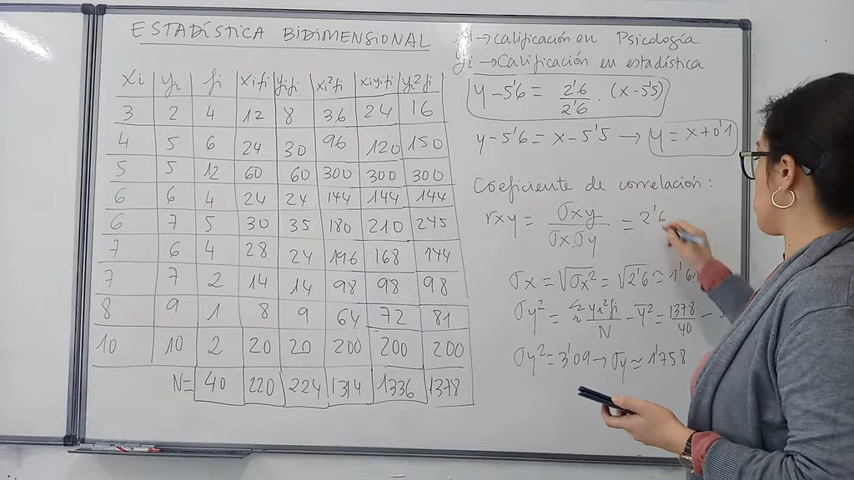 ESTADÍSTICA BIDIMENSIONAL
xi yi fi xifi yifi xi²fi xiyifi yi²fi
3 2 4 12 8 36 24 16
4 5 6 24 30 96 120 150
5 5 12 60 60 300 300 300
6 6 4 24 24 144 144 144
6 7 5 30 35 180 210 245
7 6 4 28 24 196 168 144
7 7 2 14 14 98 98 98
8 9 1 8 9 64 72 81
10 10 2 20 20 200 200 200
N= 40 220 224 1314 1336 1378
xi → Calificación en Psicología
yi → Calificación en estadística
y-5'6 = 2'6/2'6 · (x-5'5)
y-5'6 = x-5'5 → y = x+0'1
Coeficiente de correlación:
rxy = σxy/σx·σy = 2'6
σx = √σx² = √2'6 ≈ 1'61
σy² = Σ yi²fi/N - ȳ² = 1378/40 -
σy² = 3'09 → σy ≈ 1'758